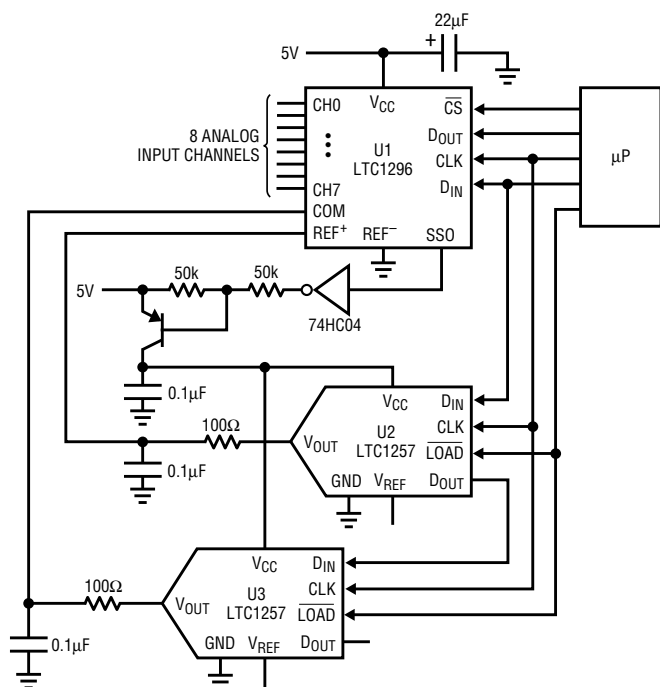 22µF
5V
+
8 ANALOG
INPUT CHANNELS
CH0
CH7
COM
REF+
VCC
U1
LTC1296
REF–
SSO
CS
DOUT
CLK
DIN
µP
5V
50k
50k
74HC04
0.1µF
100Ω
0.1µF
VOUT
VCC
U2
LTC1257
GND
VREF
DIN
CLK
LOAD
DOUT
100Ω
0.1µF
VOUT
VCC
U3
LTC1257
GND
VREF
DIN
CLK
LOAD
DOUT